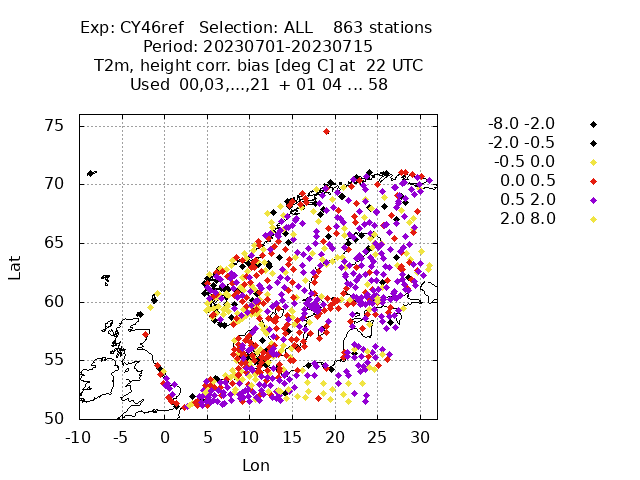 Exp: CY46ref   Selection: ALL    863 stations
Period: 20230701-20230715
T2m, height corr. bias [deg C] at  22 UTC
Used  00,03,...,21  + 01 04 ... 58
-8.0 -2.0
-2.0 -0.5
-0.5 0.0
0.0 0.5
0.5 2.0
2.0 8.0
75
70
65
60
55
50
Lat
-10 -5 0 5 10 15 20 25 30
Lon